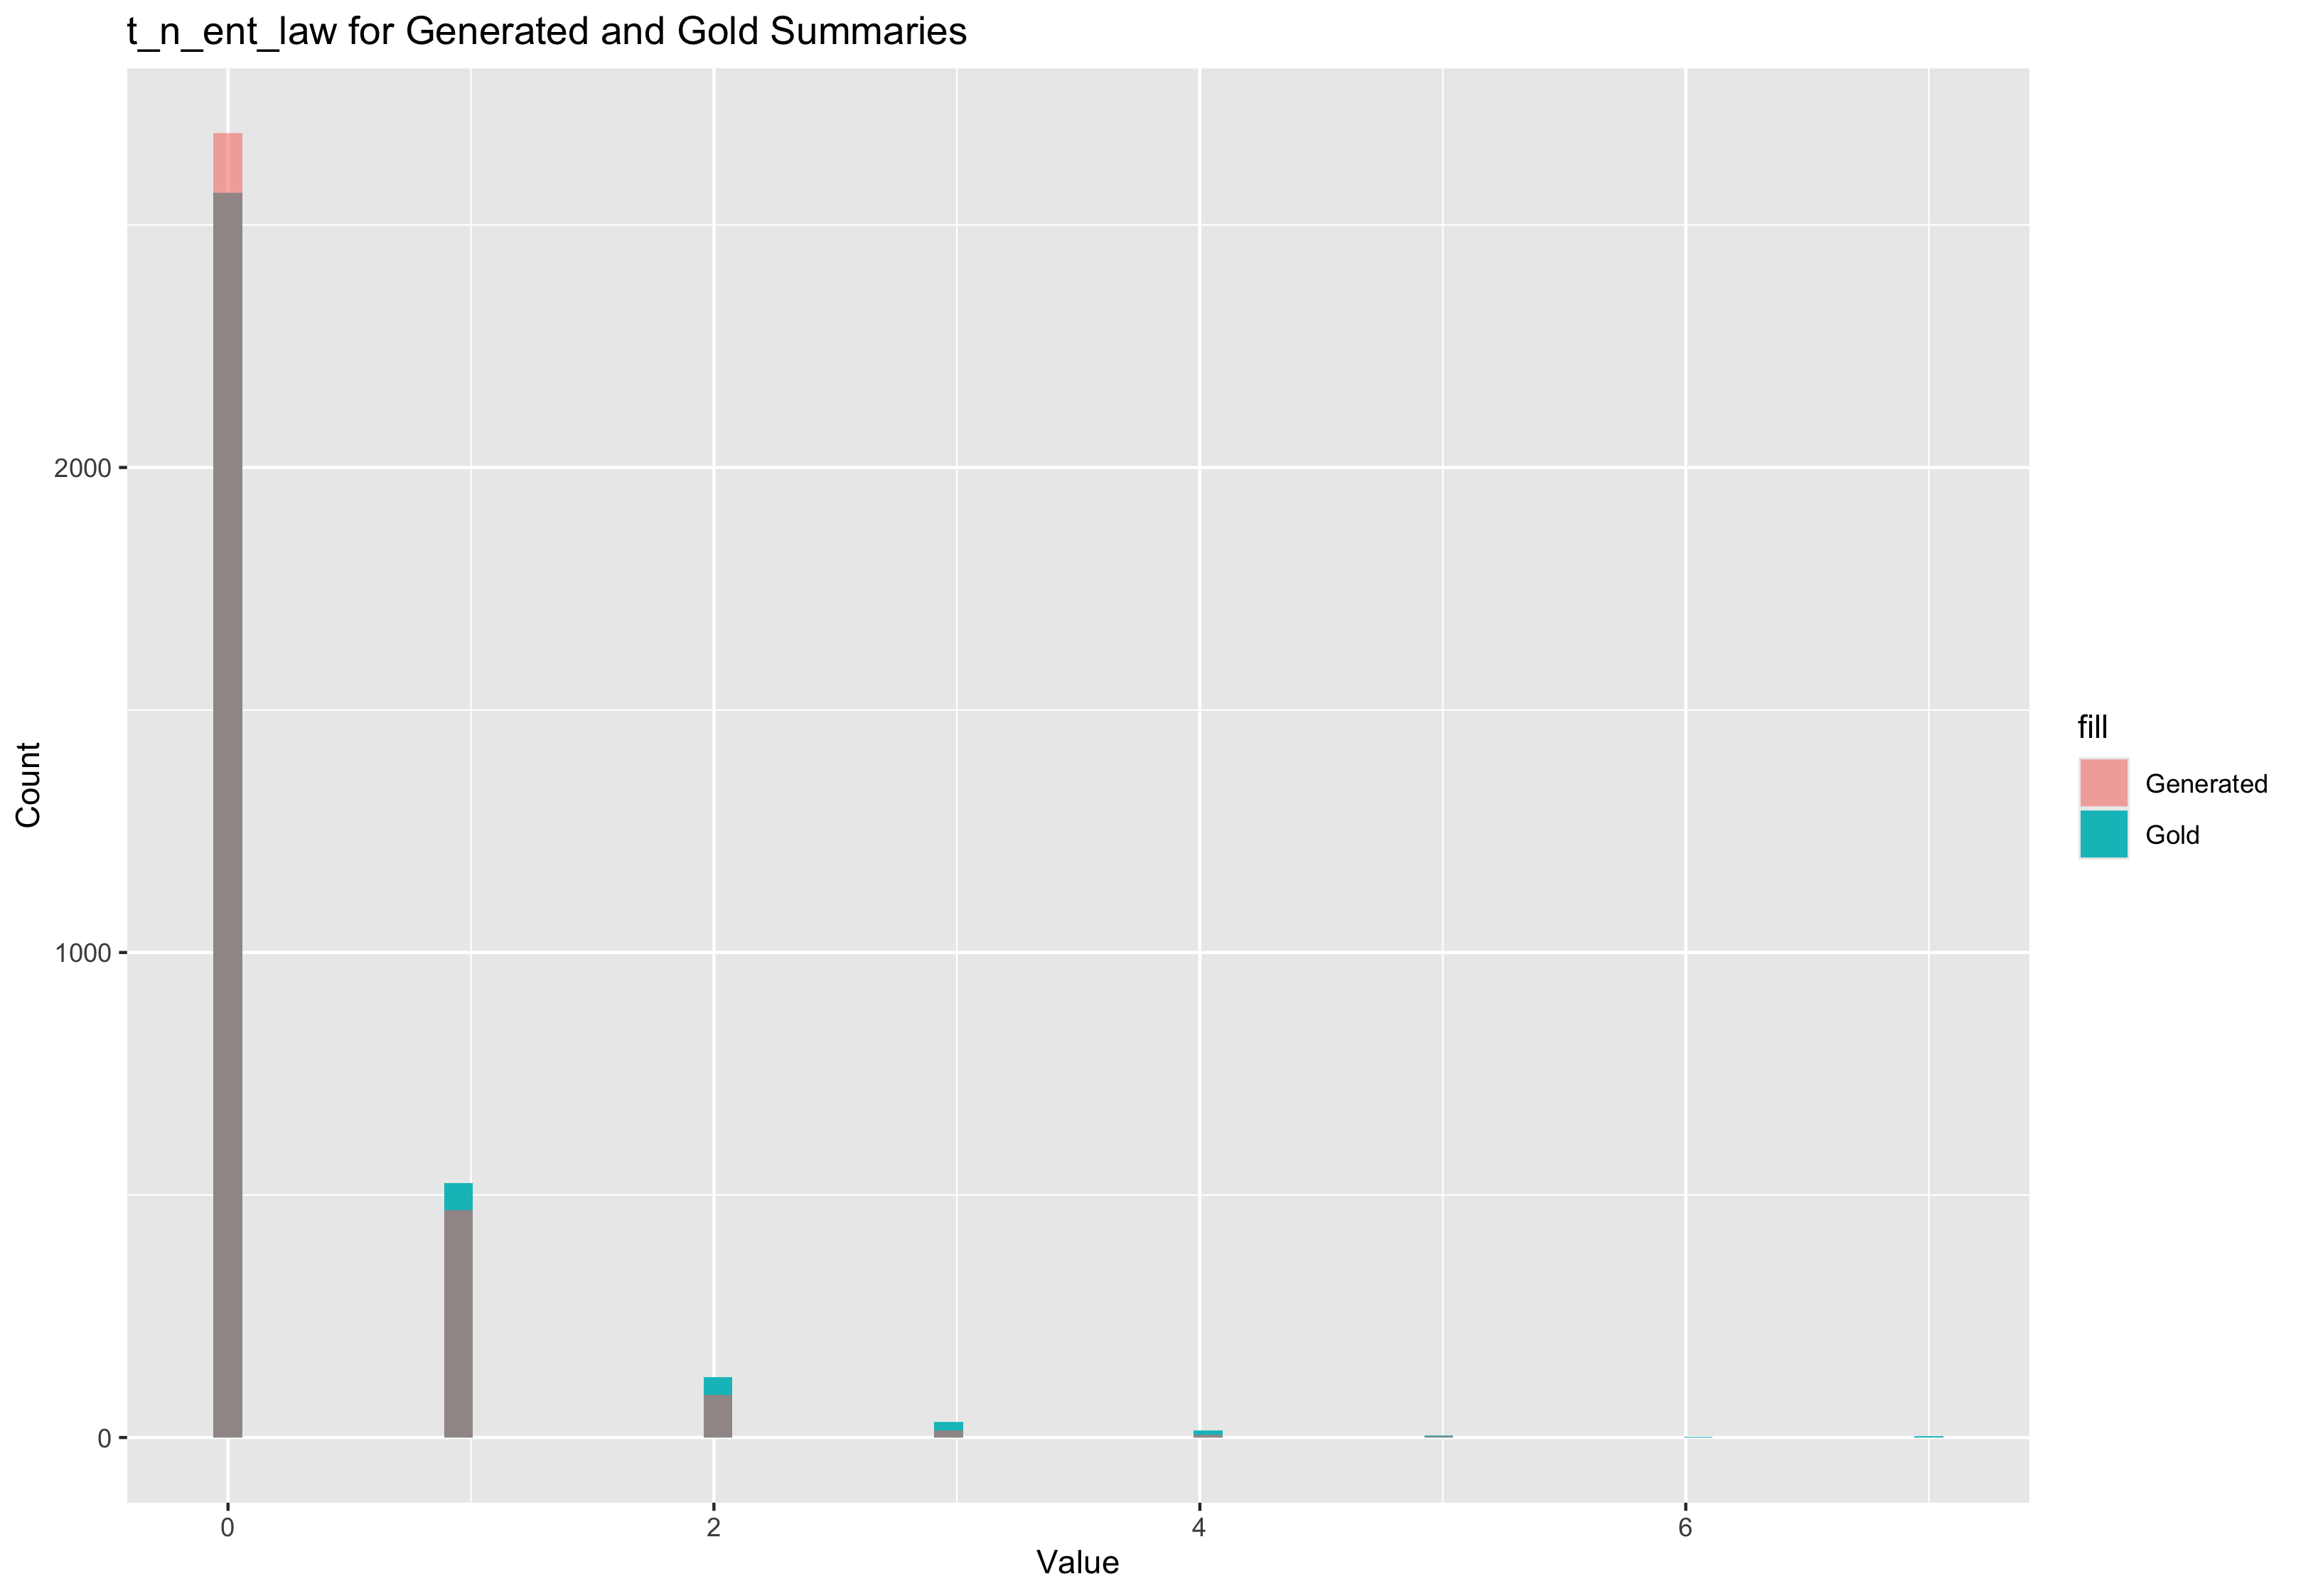 t_n_ent_law for Generated and Gold Summaries
2000
1000
0
Count
0 2 4 6
Value
fill
Generated
Gold